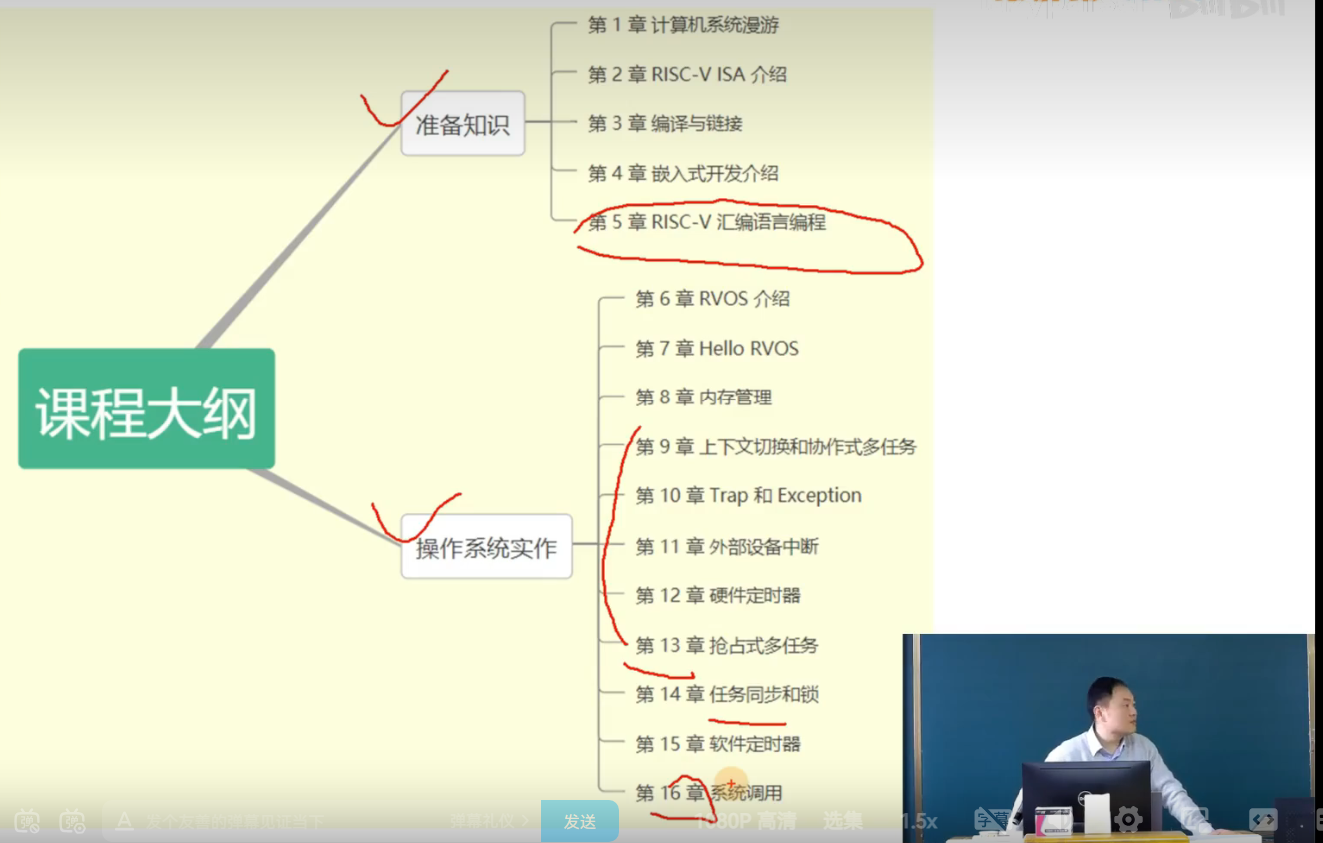 bilibili
第 1 章 计算机系统漫游
第 2 章 RISC-V ISA 介绍
准备知识
第 3 章 编译与链接
第 4 章 嵌入式开发介绍
第 5 章 RISC-V 汇编语言编程
课程大纲
第 6 章 RVOS 介绍
第 7 章 Hello RVOS
第 8 章 内存管理
第 9 章 上下文切换和协作式多任务
第 10 章 Trap 和 Exception
操作系统实作
第 11 章 外部设备中断
第 12 章 硬件定时器
第 13 章 抢占式多任务
第 14 章 任务同步和锁
第 15 章 软件定时器
第 16 章 系统调用
弹幕礼仪
发送
1080P 高清
选集
1.5x
字幕